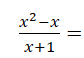 (x²−x)/(x+1) =